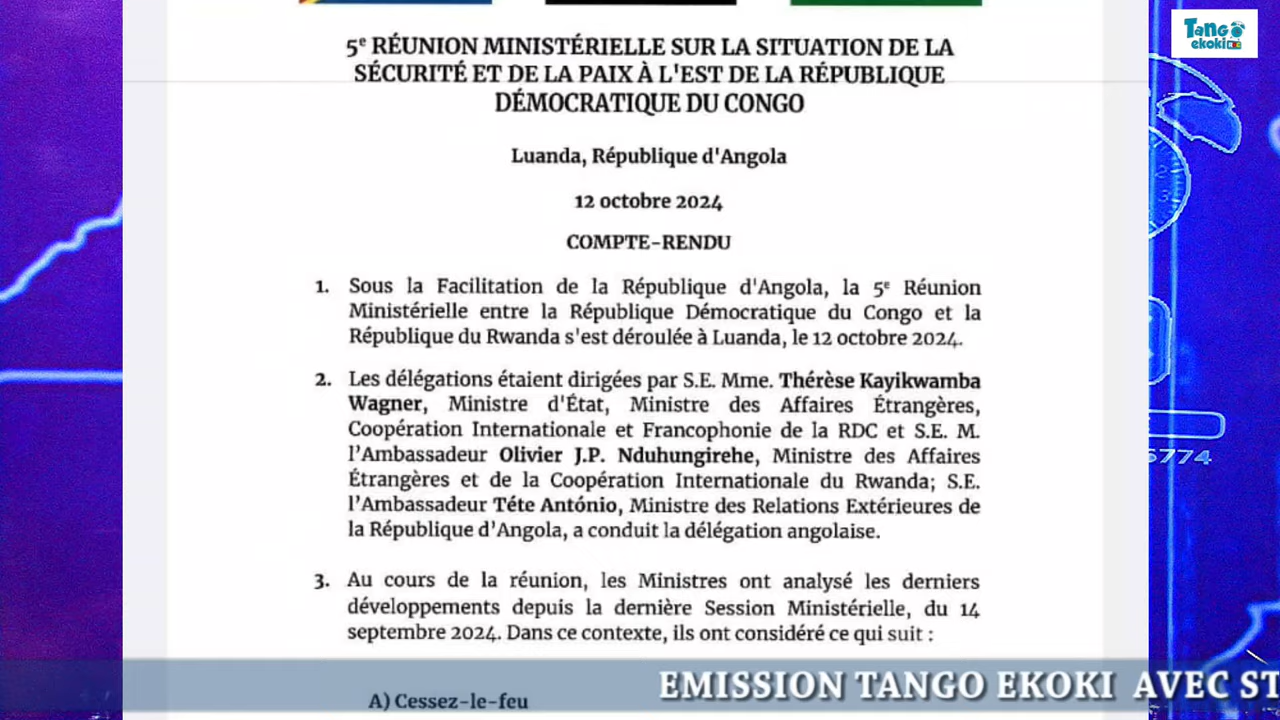 Tango
ekoki
5e RÉUNION MINISTÉRIELLE SUR LA SITUATION DE LA
SÉCURITÉ ET DE LA PAIX À L'EST DE LA RÉPUBLIQUE
DÉMOCRATIQUE DU CONGO
Luanda, République d'Angola
12 octobre 2024
COMPTE-RENDU
1. Sous la Facilitation de la République d'Angola, la 5e Réunion
Ministérielle entre la République Démocratique du Congo et la
République du Rwanda s'est déroulée à Luanda, le 12 octobre 2024.
2. Les délégations étaient dirigées par S.E. Mme. Thérèse Kayikwamba
Wagner, Ministre d'État, Ministre des Affaires Étrangères,
Coopération Internationale et Francophonie de la RDC et S.E. M.
l'Ambassadeur Olivier J.P. Nduhungirehe, Ministre des Affaires
Étrangères et de la Coopération Internationale du Rwanda; S.E.
l'Ambassadeur Téte António, Ministre des Relations Extérieures de
la République d'Angola, a conduit la délégation angolaise.
3. Au cours de la réunion, les Ministres ont analysé les derniers
développements depuis la dernière Session Ministérielle, du 14
septembre 2024. Dans ce contexte, ils ont considéré ce qui suit :
A) Cessez-le-feu
EMISSION TANGO EKOKI AVEC ST
5774